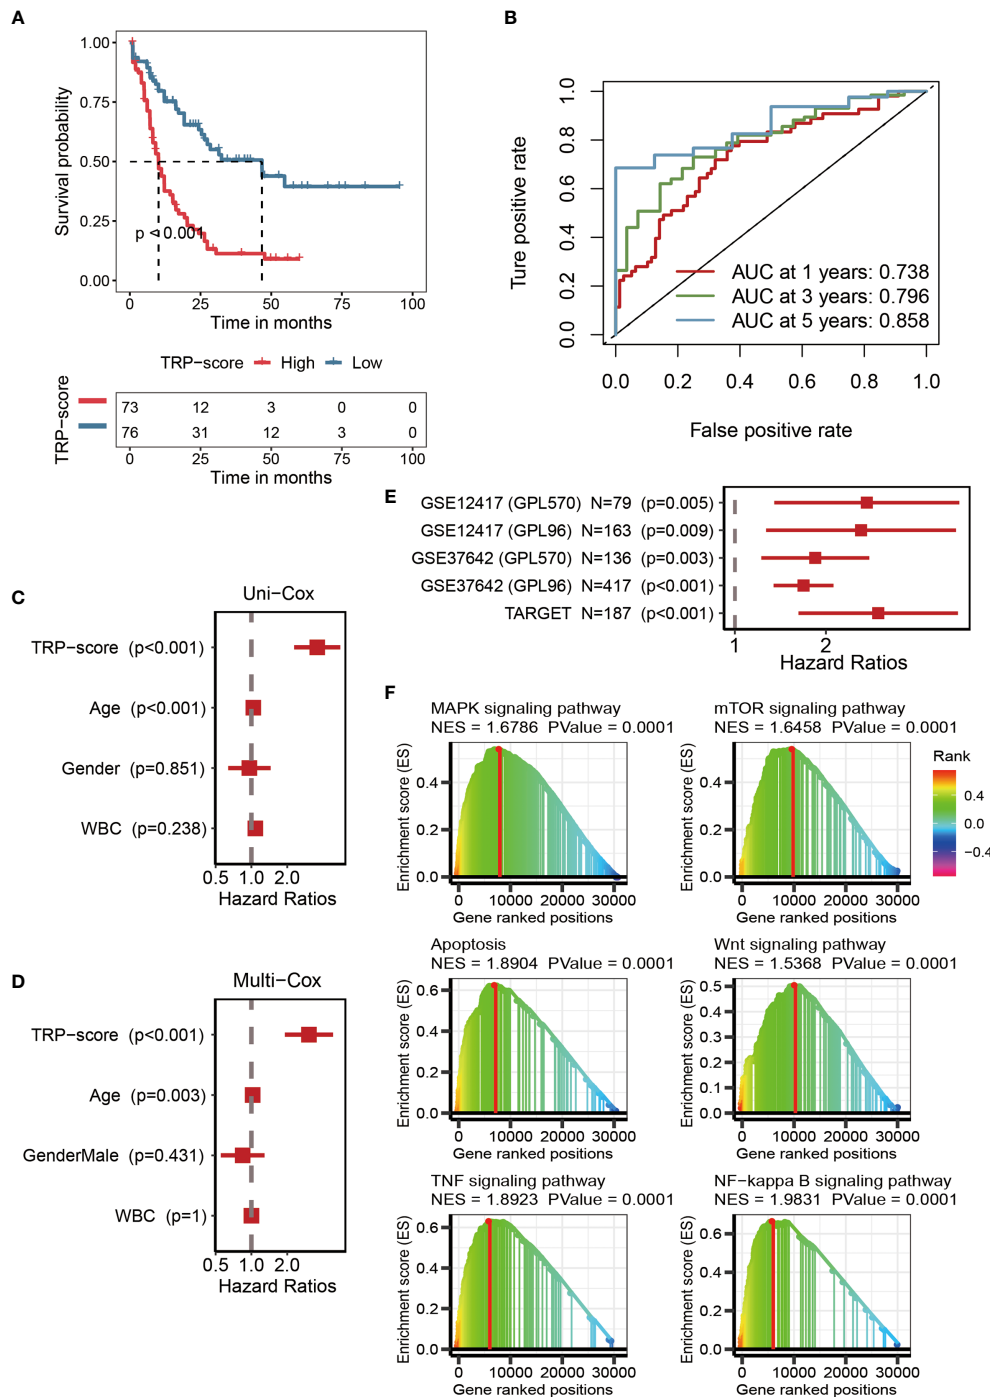 A
1.00
0.75
0.50
0.25
0.00
Survival probability
p < 0.001
0 25 50 75 100
Time in months
TRP−score High Low
TRP−score
73 12 3 0 0
76 31 12 3 0
0 25 50 75 100
Time in months
B
1.0
0.8
0.6
0.4
0.2
0.0
Ture positive rate
AUC at 1 years: 0.738
AUC at 3 years: 0.796
AUC at 5 years: 0.858
0.0 0.2 0.4 0.6 0.8 1.0
False positive rate
C
Uni−Cox
TRP−score (p<0.001)
Age (p<0.001)
Gender (p=0.851)
WBC (p=0.238)
0.5 1.0 2.0
Hazard Ratios
D
Multi−Cox
TRP−score (p<0.001)
Age (p=0.003)
GenderMale (p=0.431)
WBC (p=1)
0.5 1.0 2.0
Hazard Ratios
E
GSE12417 (GPL570) N=79 (p=0.005)
GSE12417 (GPL96) N=163 (p=0.009)
GSE37642 (GPL570) N=136 (p=0.003)
GSE37642 (GPL96) N=417 (p<0.001)
TARGET N=187 (p<0.001)
1 2
Hazard Ratios
F
MAPK signaling pathway
NES = 1.6786 PValue = 0.0001
Enrichment score (ES)
0.4
0.2
0.0
0 10000 20000 30000
Gene ranked positions
mTOR signaling pathway
NES = 1.6458 PValue = 0.0001
Enrichment score (ES)
0.4
0.2
0.0
0 10000 20000 30000
Gene ranked positions
Rank
0.4
0.0
−0.4
Apoptosis
NES = 1.8904 PValue = 0.0001
Enrichment score (ES)
0.6
0.4
0.2
0.0
0 10000 20000 30000
Gene ranked positions
Wnt signaling pathway
NES = 1.5368 PValue = 0.0001
Enrichment score (ES)
0.5
0.4
0.3
0.2
0.1
0.0
0 10000 20000 30000
Gene ranked positions
TNF signaling pathway
NES = 1.8923 PValue = 0.0001
Enrichment score (ES)
0.6
0.4
0.2
0.0
0 10000 20000 30000
Gene ranked positions
NF−kappa B signaling pathway
NES = 1.9831 PValue = 0.0001
Enrichment score (ES)
0.6
0.4
0.2
0.0
0 10000 20000 30000
Gene ranked positions